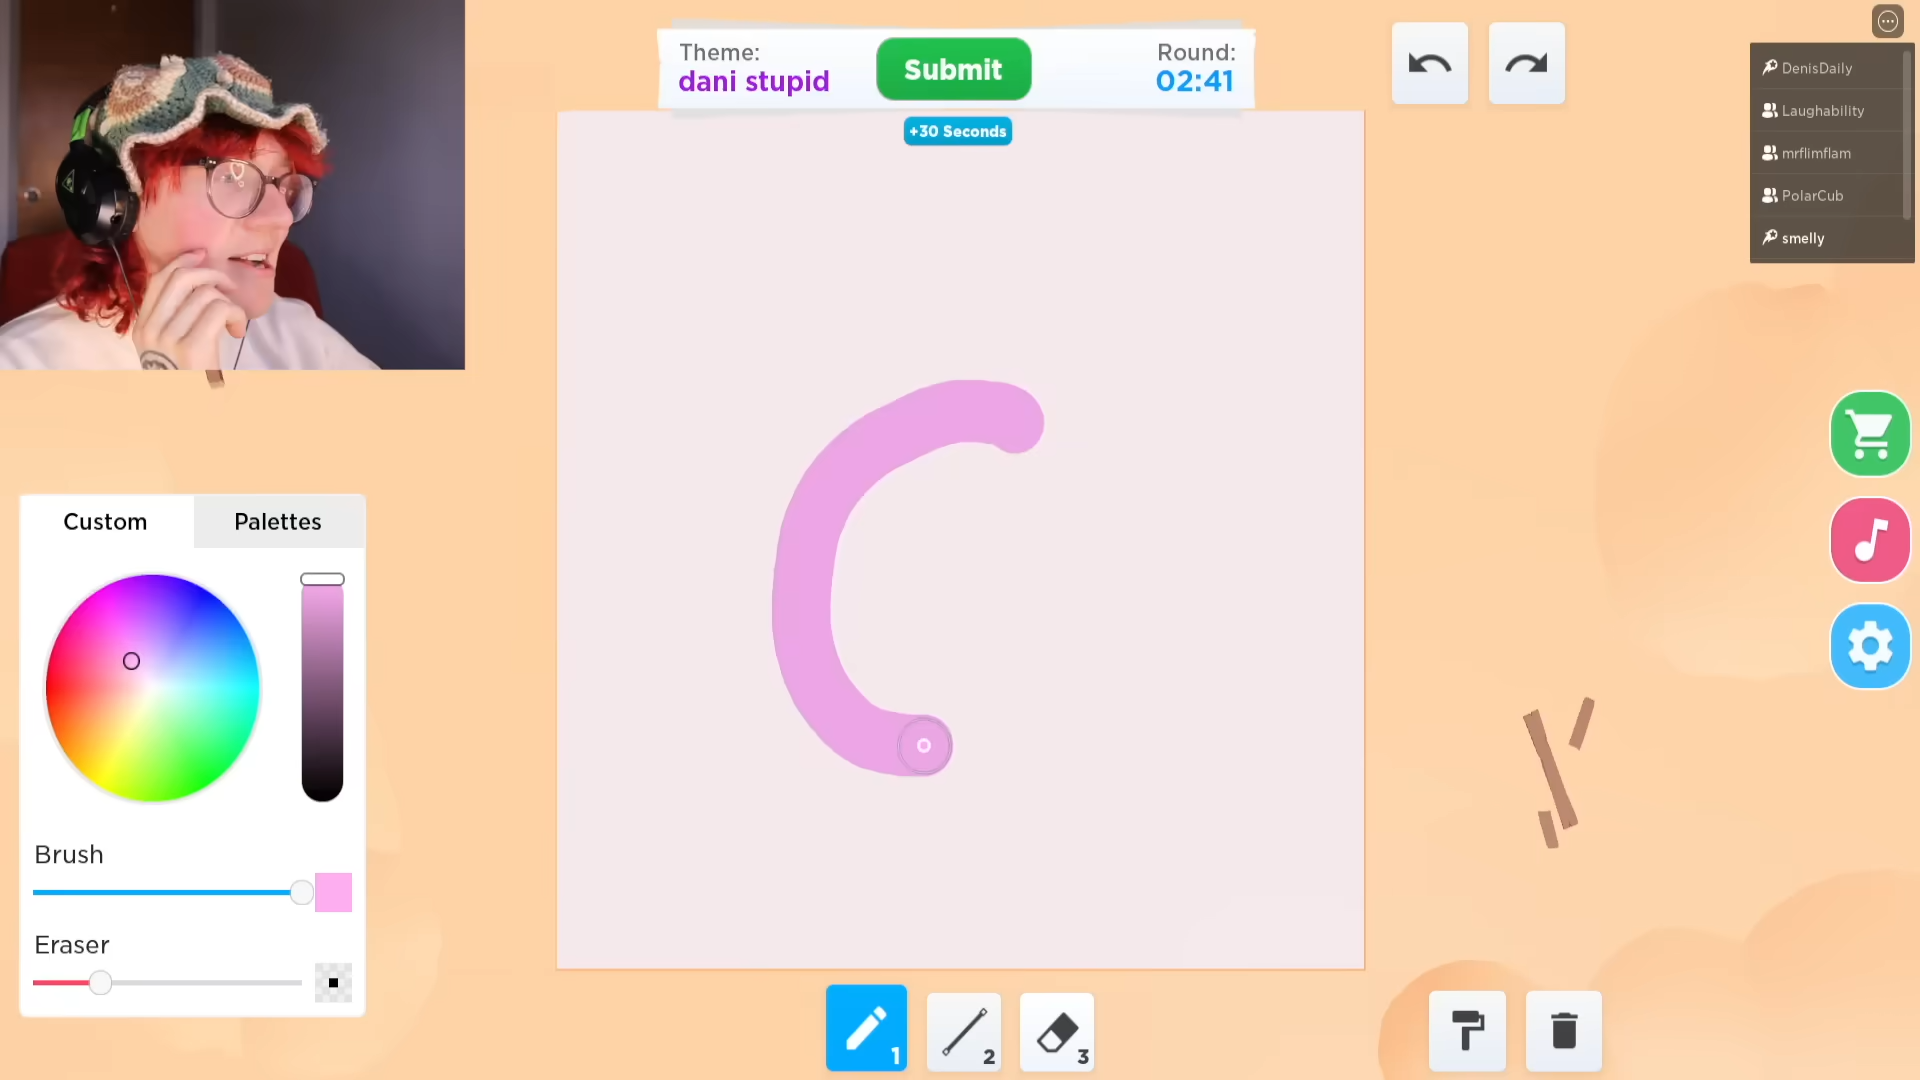 Theme:
dani stupid
Submit
Round:
02:41
+30 Seconds
DenisDaily
Laughability
mrflimflam
PolarCub
smelly
Custom
Palettes
Brush
Eraser
1
2
3